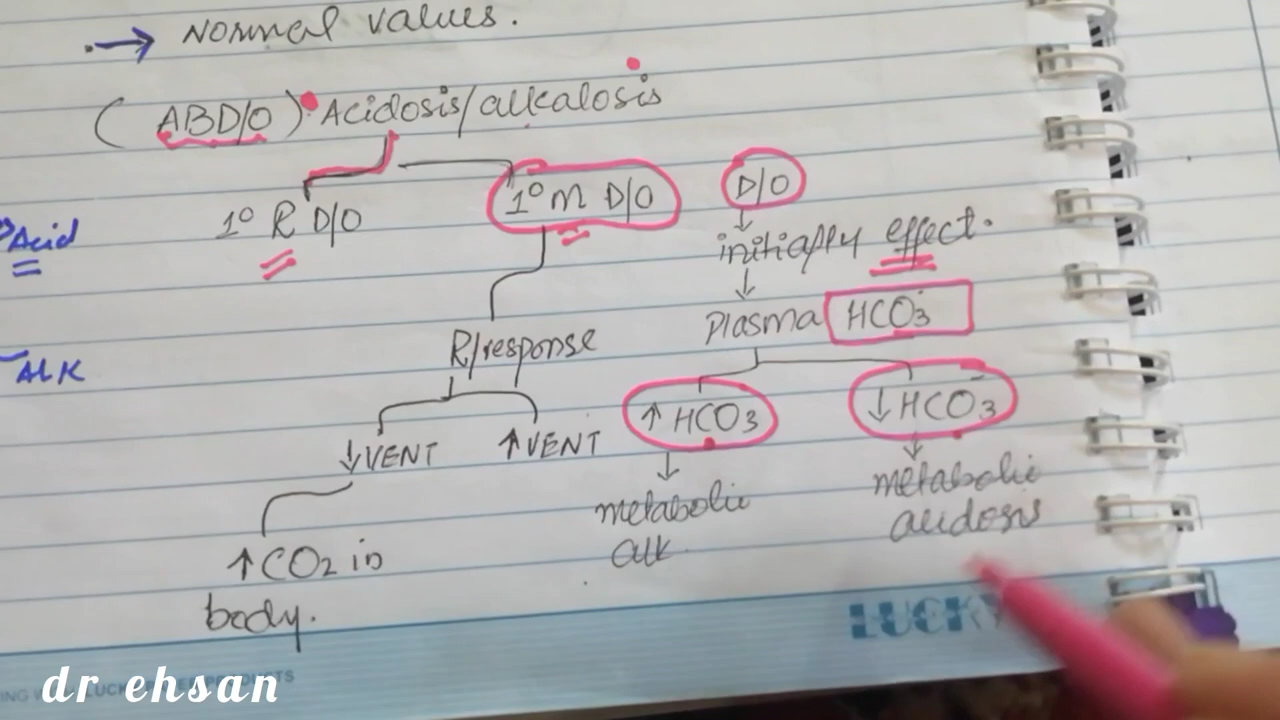 → Normal values.
(ABD/O) Acidosis/alkalosis
1° R D/O
1° M D/O
D/O
Acid
initially effect.
Plasma HCO3-
R/response
ALK
↑ HCO3
↓ HCO3-
↓VENT ↑VENT
metabolic
alk
metabolic
acidosis
↑CO2 in
body.
LUCKY
dr ehsan